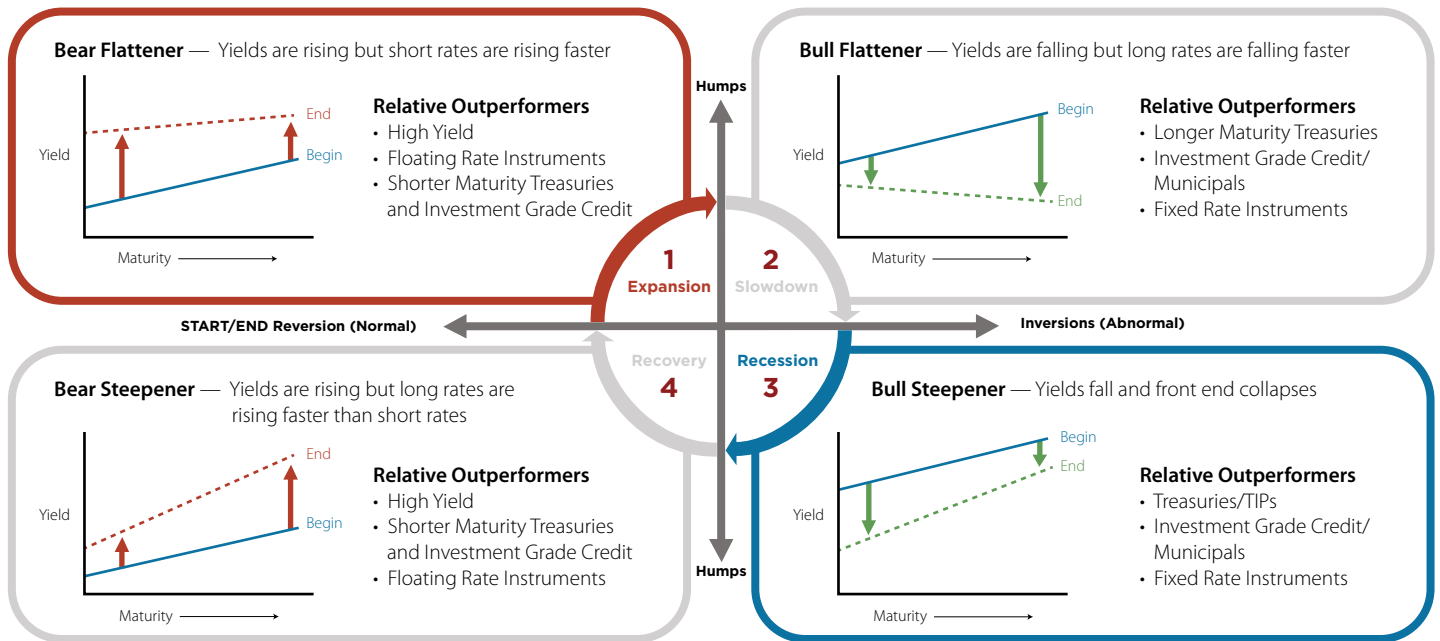 Bear Flattener — Yields are rising but short rates are rising faster
Yield
End
Begin
Maturity
Relative Outperformers
• High Yield
• Floating Rate Instruments
• Shorter Maturity Treasuries
and Investment Grade Credit
Humps
Bull Flattener — Yields are falling but long rates are falling faster
Yield
Begin
End
Maturity
Relative Outperformers
• Longer Maturity Treasuries
• Investment Grade Credit/
Municipals
• Fixed Rate Instruments
1
Expansion
2
Slowdown
START/END Reversion (Normal)
Inversions (Abnormal)
Recovery
4
Recession
3
Bear Steepener — Yields are rising but long rates are
rising faster than short rates
Yield
End
Begin
Maturity
Relative Outperformers
• High Yield
• Shorter Maturity Treasuries
and Investment Grade Credit
• Floating Rate Instruments
Humps
Bull Steepener — Yields fall and front end collapses
Yield
Begin
End
Maturity
Relative Outperformers
• Treasuries/TIPs
• Investment Grade Credit/
Municipals
• Fixed Rate Instruments